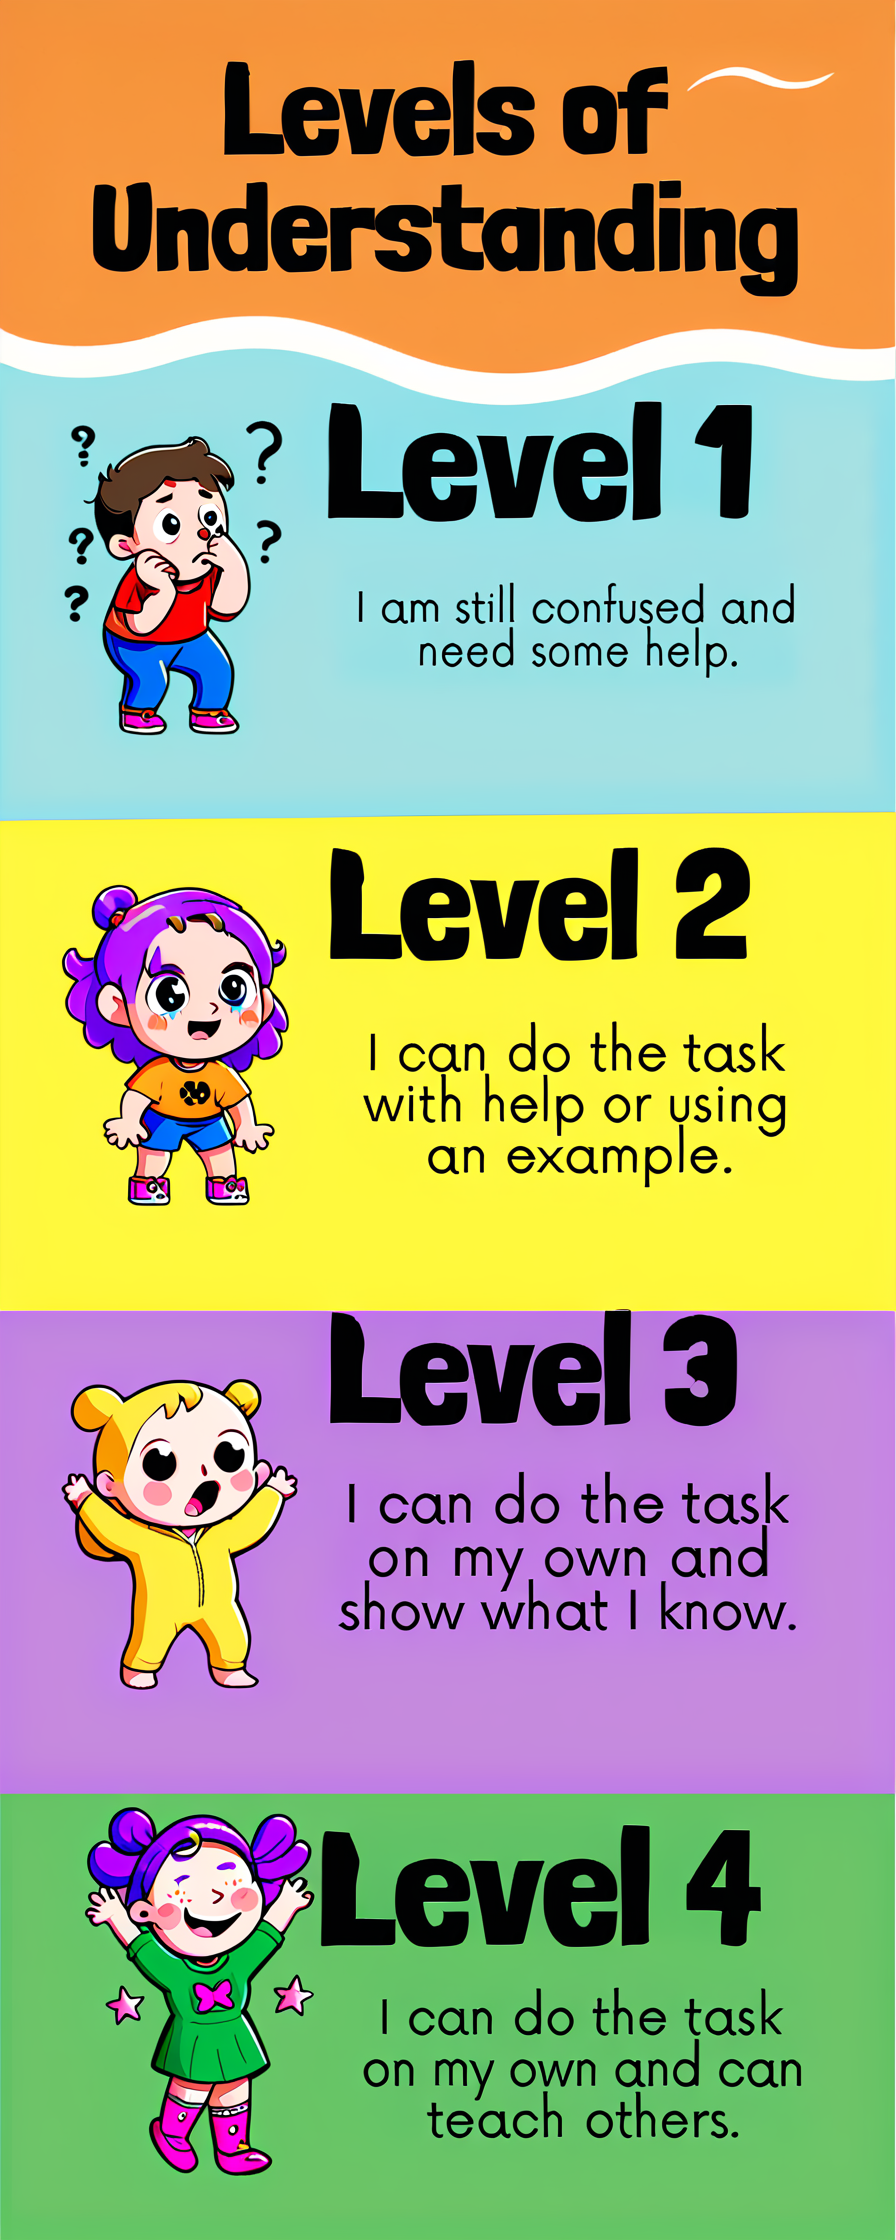 Levels of
Understanding
? ? ? ? ?
Level 1
I am still confused and
need some help.
Level 2
I can do the task
with help or using
an example.
Level 3
I can do the task
on my own and
show what I know.
Level 4
I can do the task
on my own and can
teach others.